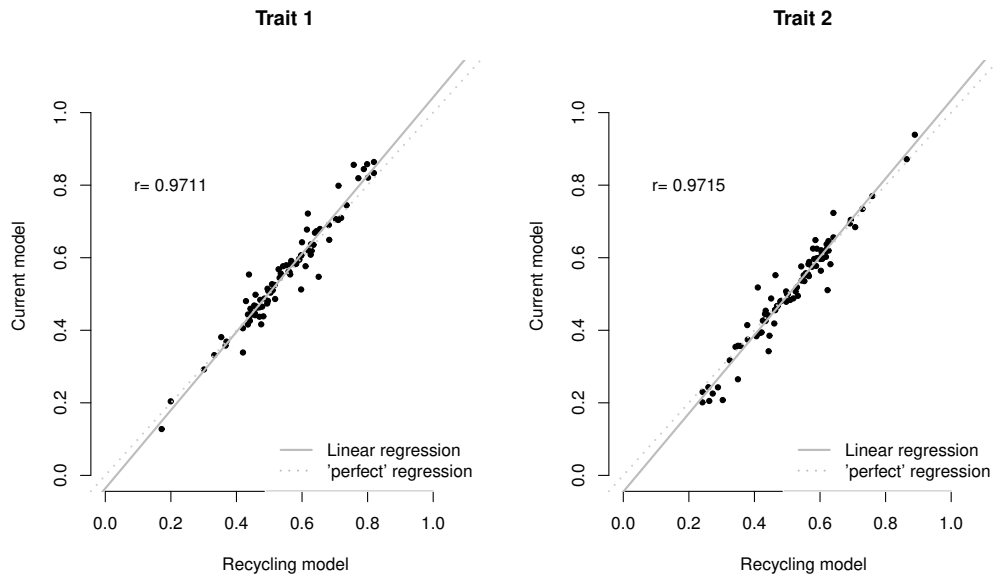 Trait 1
Current model
1.0
0.8
0.6
0.4
0.2
0.0
r= 0.9711
Linear regression
'perfect' regression
0.0 0.2 0.4 0.6 0.8 1.0
Recycling model
Trait 2
Current model
1.0
0.8
0.6
0.4
0.2
0.0
r= 0.9715
Linear regression
'perfect' regression
0.0 0.2 0.4 0.6 0.8 1.0
Recycling model